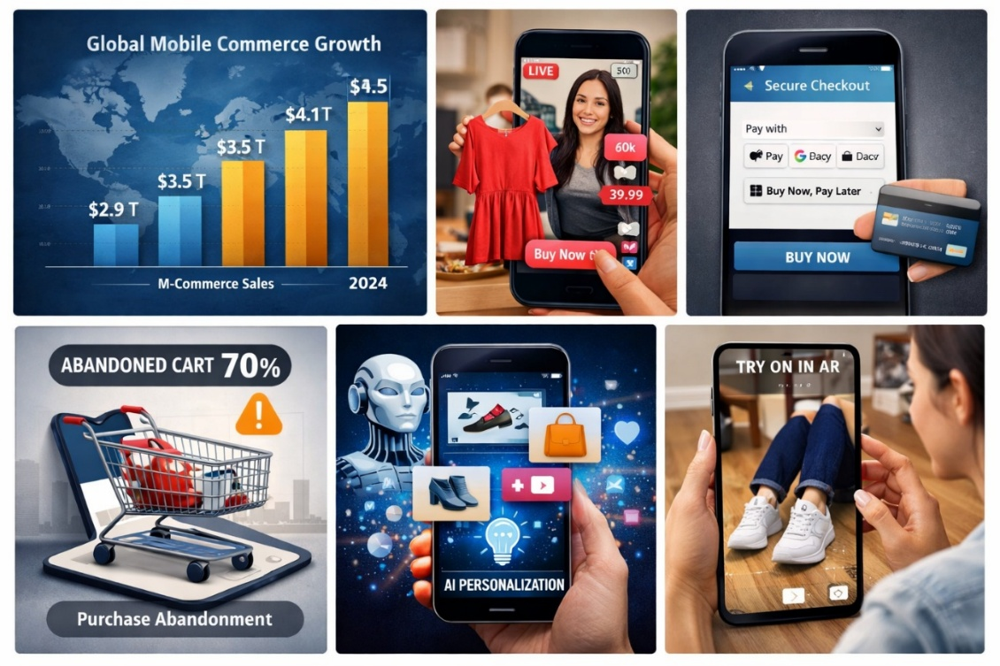 Global Mobile Commerce Growth
$4.5
$4.1T
$3.5 T
$3.5 T
$2.9 T
M-Commerce Sales
2024
LIVE
500
60k
39.99
Buy Now
Secure Checkout
Pay with
Pay
Bacy
Dacv
Buy Now, Pay Later
BUY NOW
ABANDONED CART 70%
!
Purchase Abandonment
AI PERSONALIZATION
TRY ON IN AR